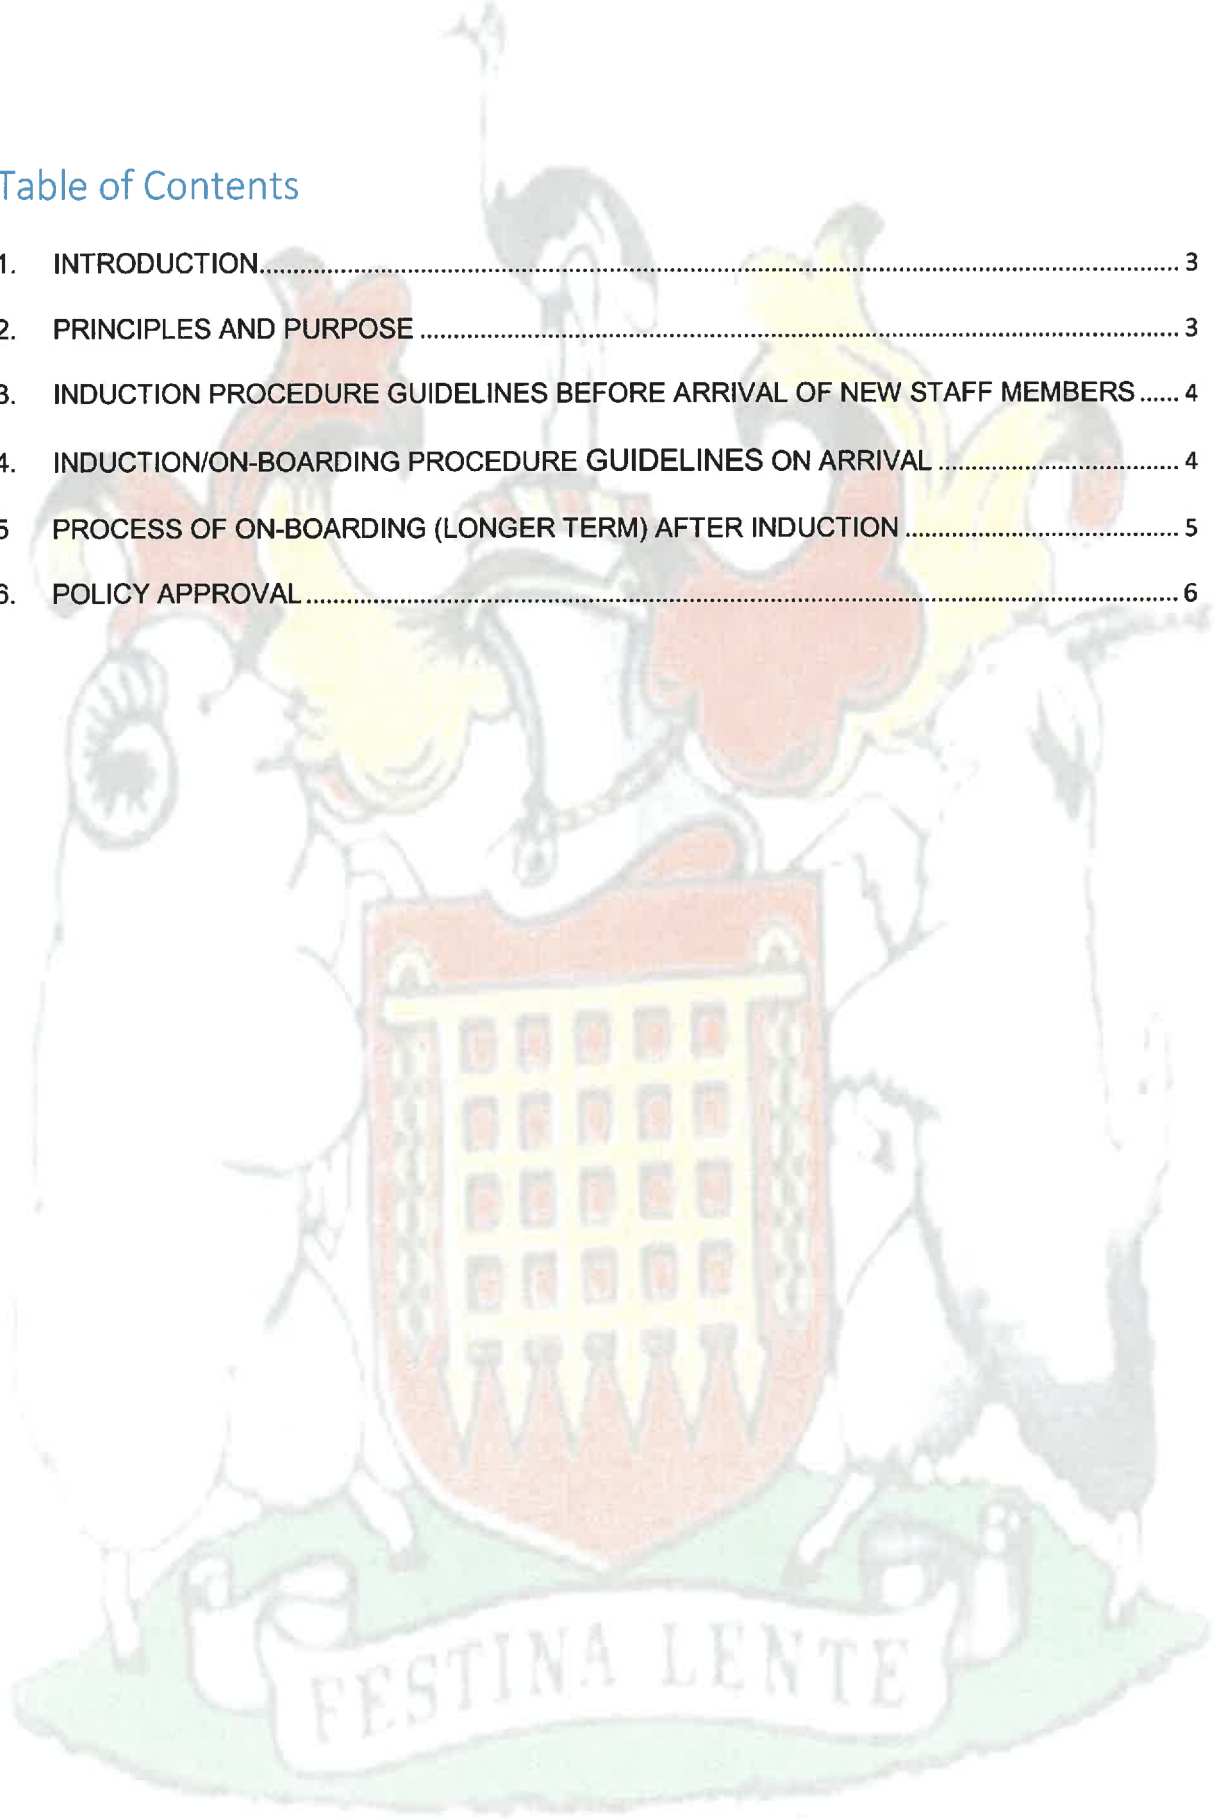 Table of Contents
1. INTRODUCTION.......... 3
2. PRINCIPLES AND PURPOSE .......... 3
3. INDUCTION PROCEDURE GUIDELINES BEFORE ARRIVAL OF NEW STAFF MEMBERS ...... 4
4. INDUCTION/ON-BOARDING PROCEDURE GUIDELINES ON ARRIVAL .......... 4
5 PROCESS OF ON-BOARDING (LONGER TERM) AFTER INDUCTION .......... 5
6. POLICY APPROVAL .......... 6
FESTINA LENTE